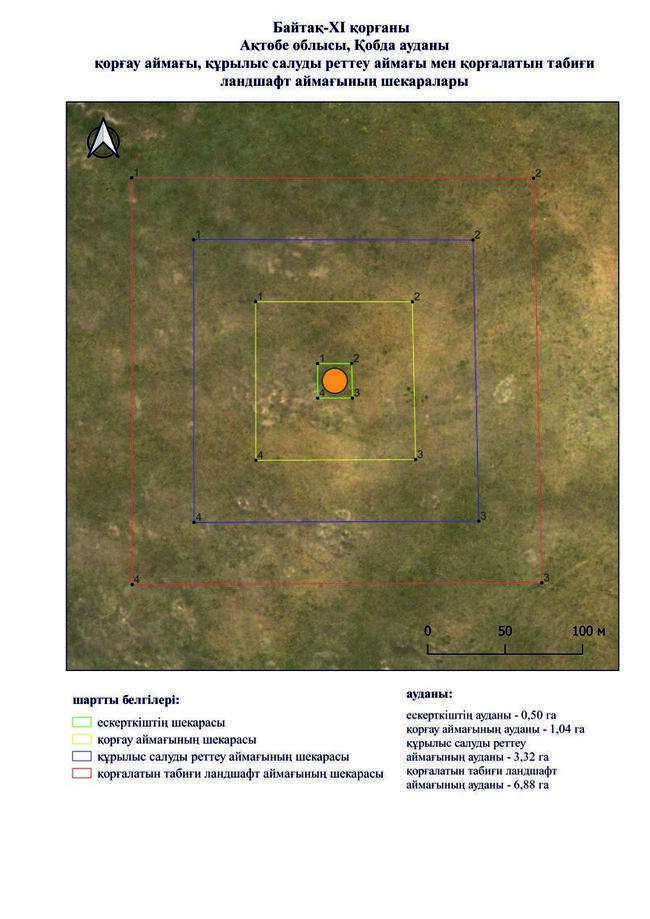 Байтақ-XI қорғаны
Ақтөбе облысы, Қобда ауданы
қорғау аймағы, құрылыс салуды реттеу аймағы мен қорғалатын табиғи
ландшафт аймағының шекаралары
1 2
1 2
1 2
1 2
4 3
4 3
4 3
4 3
0 50 100 м
шартты белгілері:
ескерткіштің шекарасы
қорғау аймағының шекарасы
құрылыс салуды реттеу аймағының шекарасы
қорғалатын табиғи ландшафт аймағының шекарасы
ауданы:
ескерткіштің ауданы - 0,50 га
қорғау аймағының ауданы - 1,04 га
құрылыс салуды реттеу
аймағының ауданы - 3,32 га
қорғалатын табиғи ландшафт
аймағының ауданы - 6,88 га